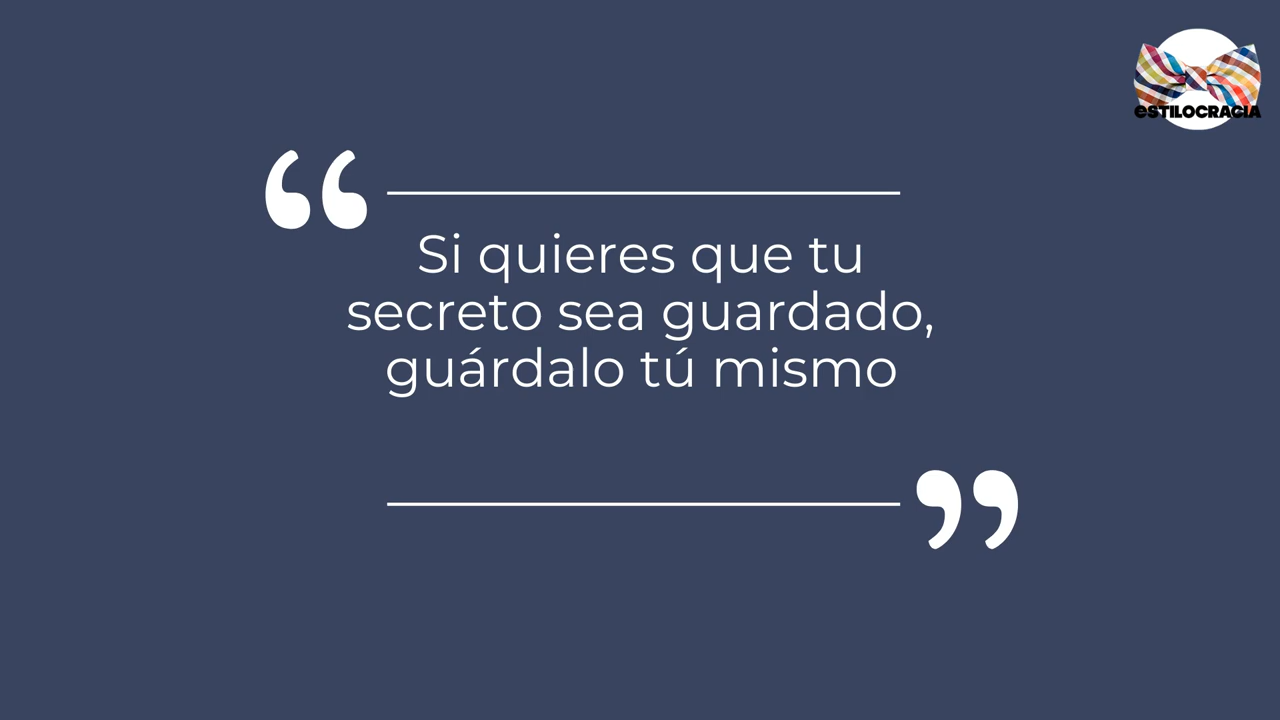 ESTILOCRACIA
“
Si quieres que tu
secreto sea guardado,
guárdalo tú mismo
”